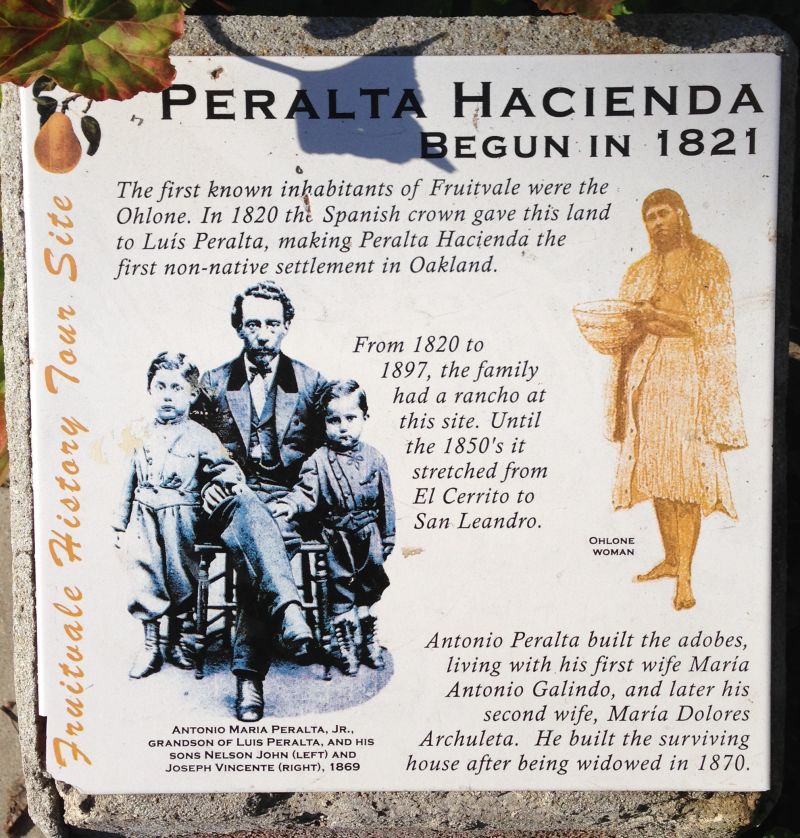 PERALTA HACIENDA
BEGUN IN 1821
The first known inhabitants of Fruitvale were the
Ohlone. In 1820 the Spanish crown gave this land
to Luís Peralta, making Peralta Hacienda the
first non-native settlement in Oakland.
Fruitvale History Tour Site
From 1820 to
1897, the family
had a rancho at
this site. Until
the 1850's it
stretched from
El Cerrito to
San Leandro.
OHLONE
WOMAN
Antonio Peralta built the adobes,
living with his first wife María
Antonio Galindo, and later his
second wife, María Dolores
Archuleta. He built the surviving
house after being widowed in 1870.
ANTONIO MARIA PERALTA, JR.,
GRANDSON OF LUIS PERALTA, AND HIS
SONS NELSON JOHN (LEFT) AND
JOSEPH VINCENTE (RIGHT), 1869